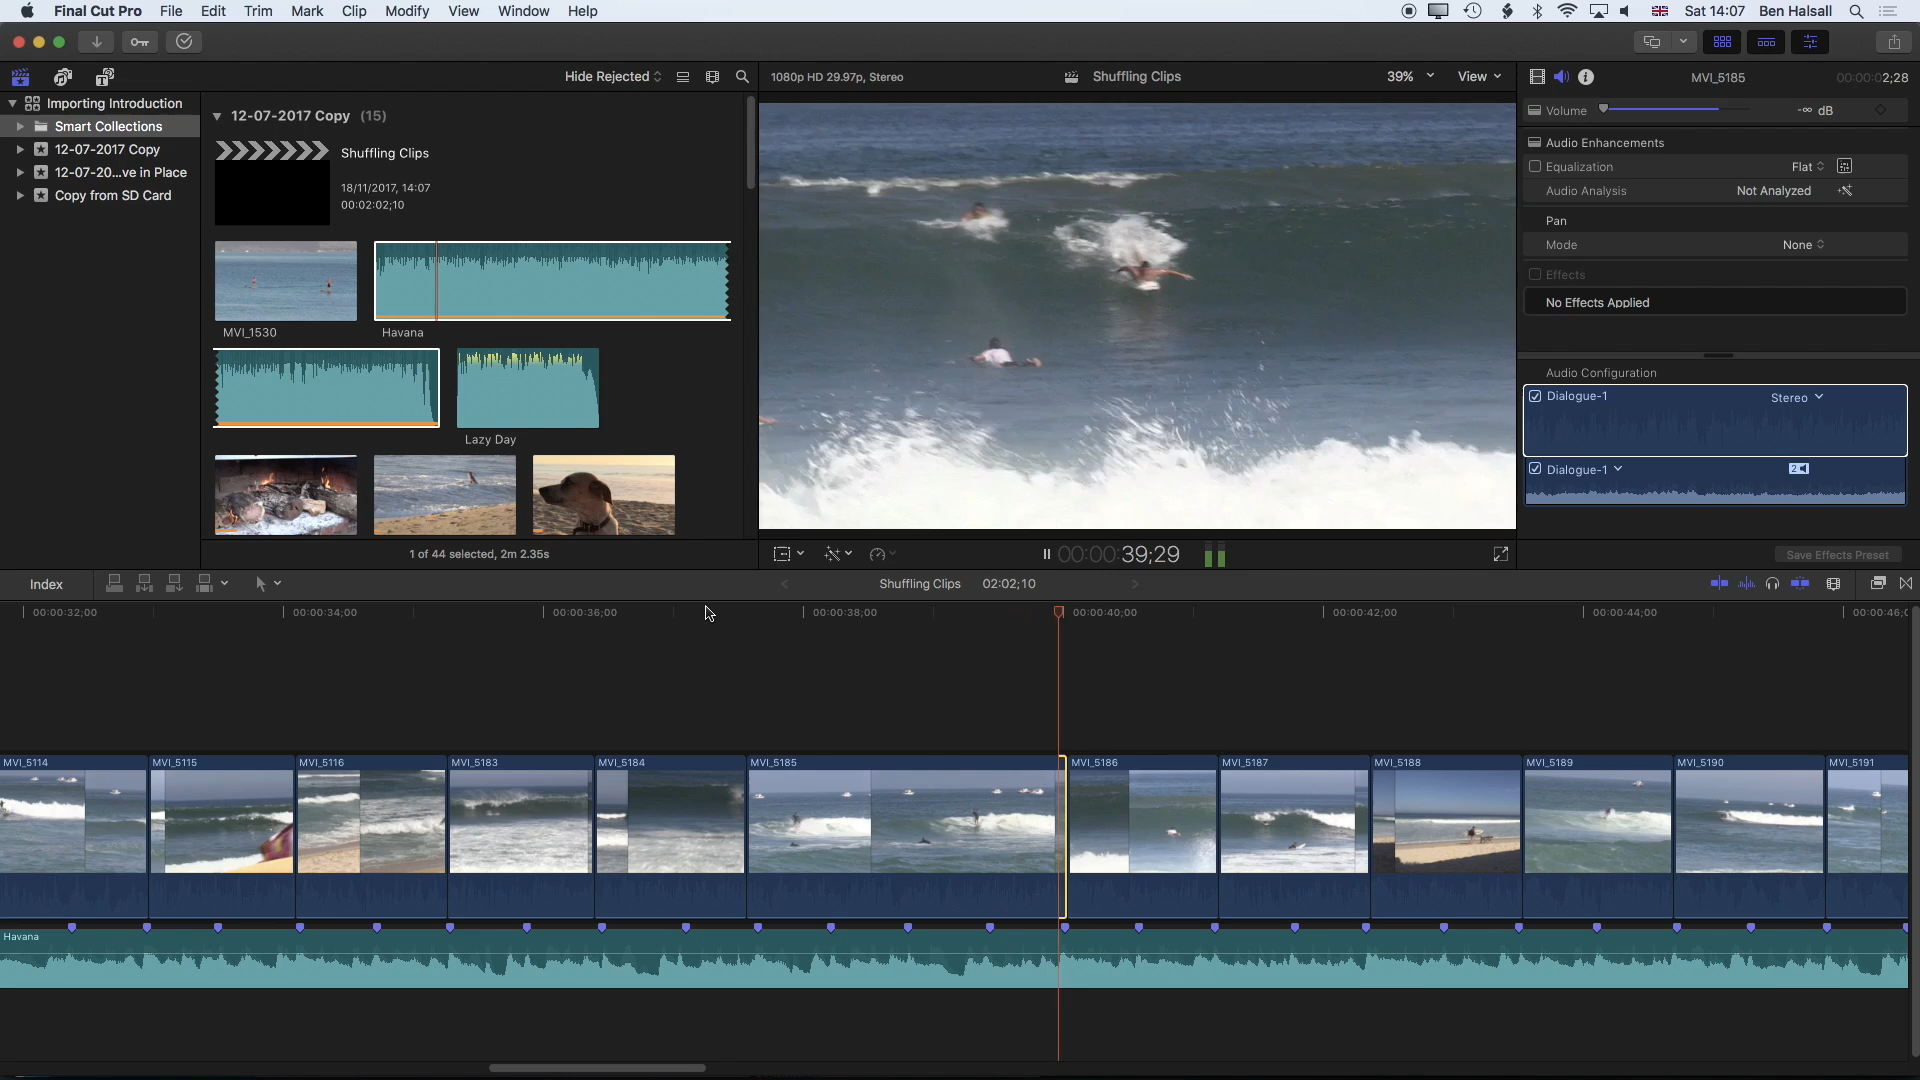 Final Cut Pro File Edit Trim Mark Clip Modify View Window Help Sat 14:07 Ben Halsall
Hide Rejected 1080p HD 29.97p, Stereo Shuffling Clips 39% View MVI_5185 00:00:02;28
Importing Introduction
Smart Collections
12-07-2017 Copy
12-07-20...ve in Place
Copy from SD Card
12-07-2017 Copy (15)
Shuffling Clips
18/11/2017, 14:07
00:02:02;10
MVI_1530 Havana
Lazy Day
1 of 44 selected, 2m 2.35s
00:00:39;29
Volume -∞ dB
Audio Enhancements
Equalization Flat
Audio Analysis Not Analyzed
Pan
Mode None
Effects
No Effects Applied
Audio Configuration
Dialogue-1 Stereo
Dialogue-1 2
Save Effects Preset
Index Shuffling Clips 02:02;10
00:00:32;00 00:00:34;00 00:00:36;00 00:00:38;00 00:00:40;00 00:00:42;00 00:00:44;00 00:00:46;0
MVI_5114 MVI_5115 MVI_5116 MVI_5183 MVI_5184 MVI_5185 MVI_5186 MVI_5187 MVI_5188 MVI_5189 MVI_5190 MVI_5191
Havana